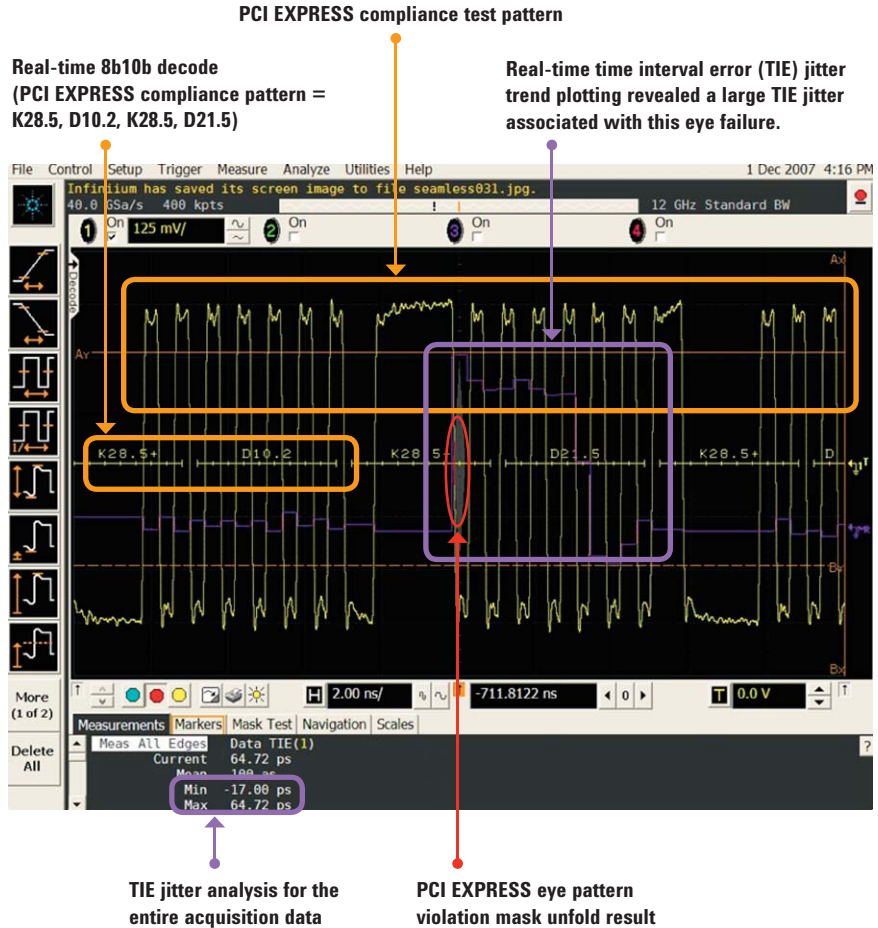 PCI EXPRESS compliance test pattern
Real-time 8b10b decode
(PCI EXPRESS compliance pattern =
K28.5, D10.2, K28.5, D21.5)
Real-time time interval error (TIE) jitter
trend plotting revealed a large TIE jitter
associated with this eye failure.
File Control Setup Trigger Measure Analyze Utilities Help 1 Dec 2007 4:16 PM
Infiniium has saved its screen image to file seamless031.jpg.
40.0 GSa/s 400 kpts 12 GHz Standard BW
1 On 125 mV/ 2 On 3 On 4 On
Ax
Decode
Ay
K28.5+ D10.2 K28.5+ D21.5 K28.5+ D
By
Bx
More
(1 of 2)
Delete
All
H 2.00 ns/ -711.8122 ns 0 T 0.0 V
Measurements Markers Mask Test Navigation Scales
Meas All Edges Data TIE(1)
Current 64.72 ps
Mean 100 as
Min -17.00 ps
Max 64.72 ps
?
TIE jitter analysis for the
entire acquisition data
PCI EXPRESS eye pattern
violation mask unfold result